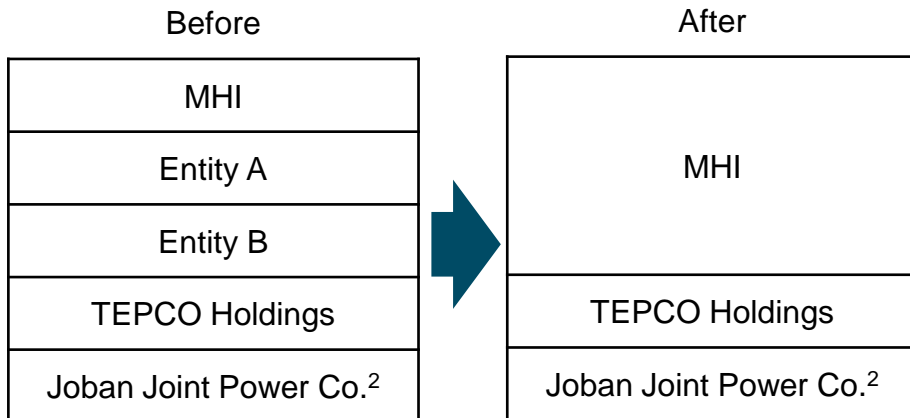 Before
MHI
Entity A
Entity B
TEPCO Holdings
Joban Joint Power Co.²
After
MHI
TEPCO Holdings
Joban Joint Power Co.²